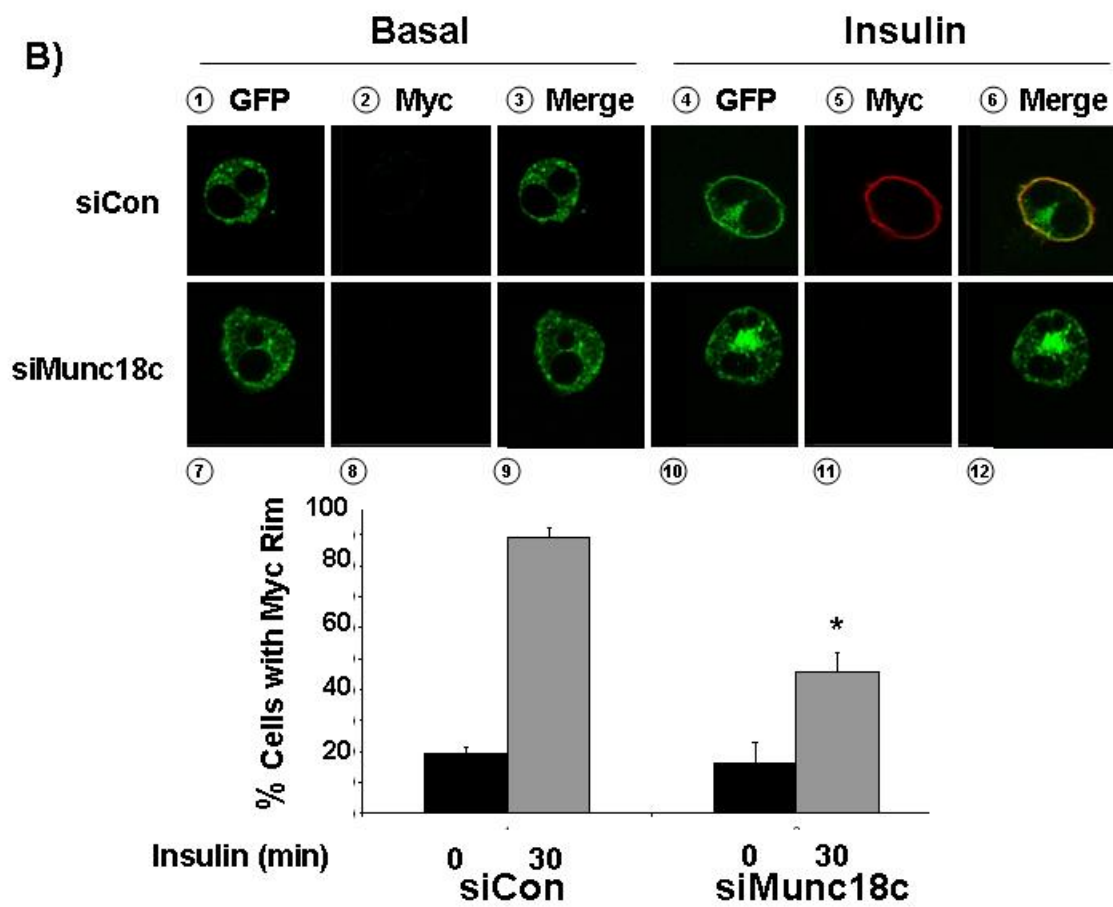 B)
Basal Insulin
① GFP ② Myc ③ Merge ④ GFP ⑤ Myc ⑥ Merge
siCon
siMunc18c
⑦ ⑧ ⑨ ⑩ ⑪ ⑫
% Cells with Myc Rim
100
80
60
40
20
*
Insulin (min) 0 30 0 30
siCon siMunc18c